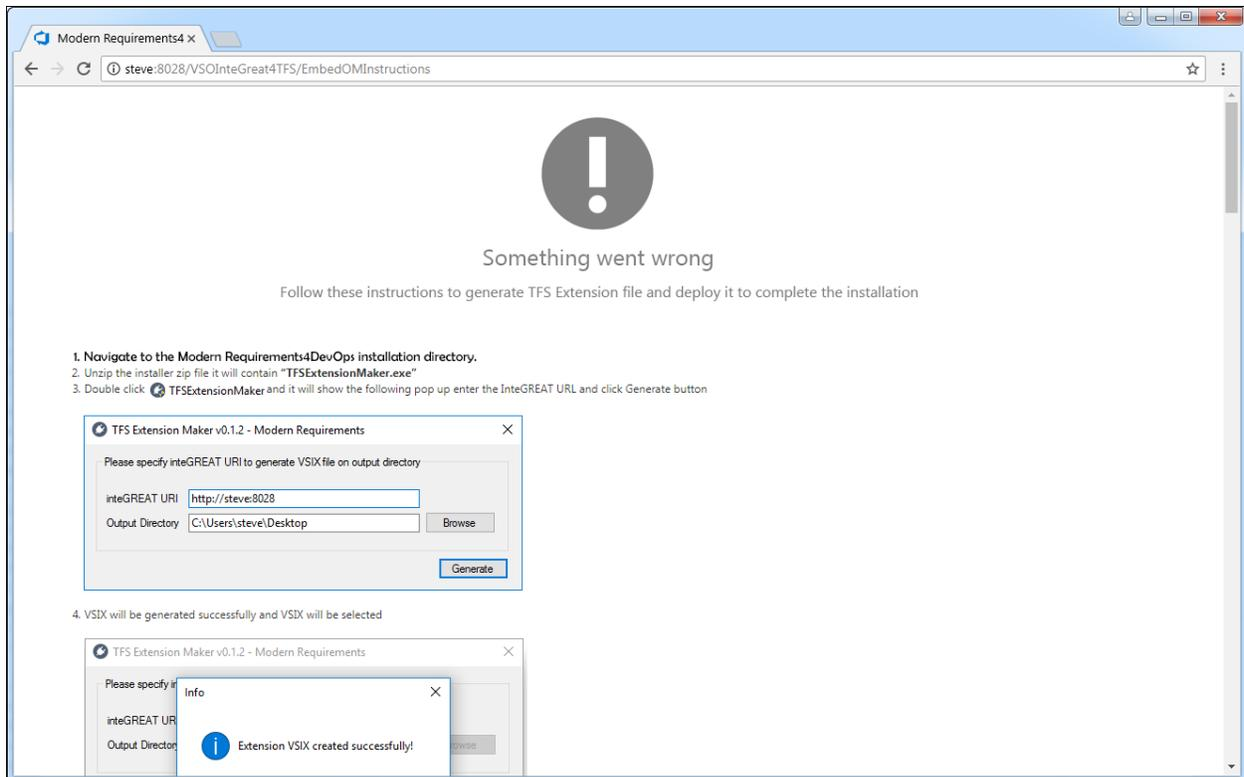 Modern Requirements4
steve:8028/VSOInteGreat4TFS/EmbedOMInstructions
Something went wrong
Follow these instructions to generate TFS Extension file and deploy it to complete the installation
1. Navigate to the Modern Requirements4DevOps installation directory.
2. Unzip the installer zip file it will contain "TFSExtensionMaker.exe"
3. Double click TFSExtensionMaker and it will show the following pop up enter the InteGREAT URL and click Generate button
TFS Extension Maker v0.1.2 - Modern Requirements
Please specify inteGREAT URI to generate VSIX file on output directory
inteGREAT URI http://steve:8028
Output Directory C:\Users\steve\Desktop Browse
Generate
4. VSIX will be generated successfully and VSIX will be selected
TFS Extension Maker v0.1.2 - Modern Requirements
Please specify in
Info
inteGREAT UR
Output Director
Extension VSIX created successfully!
owse